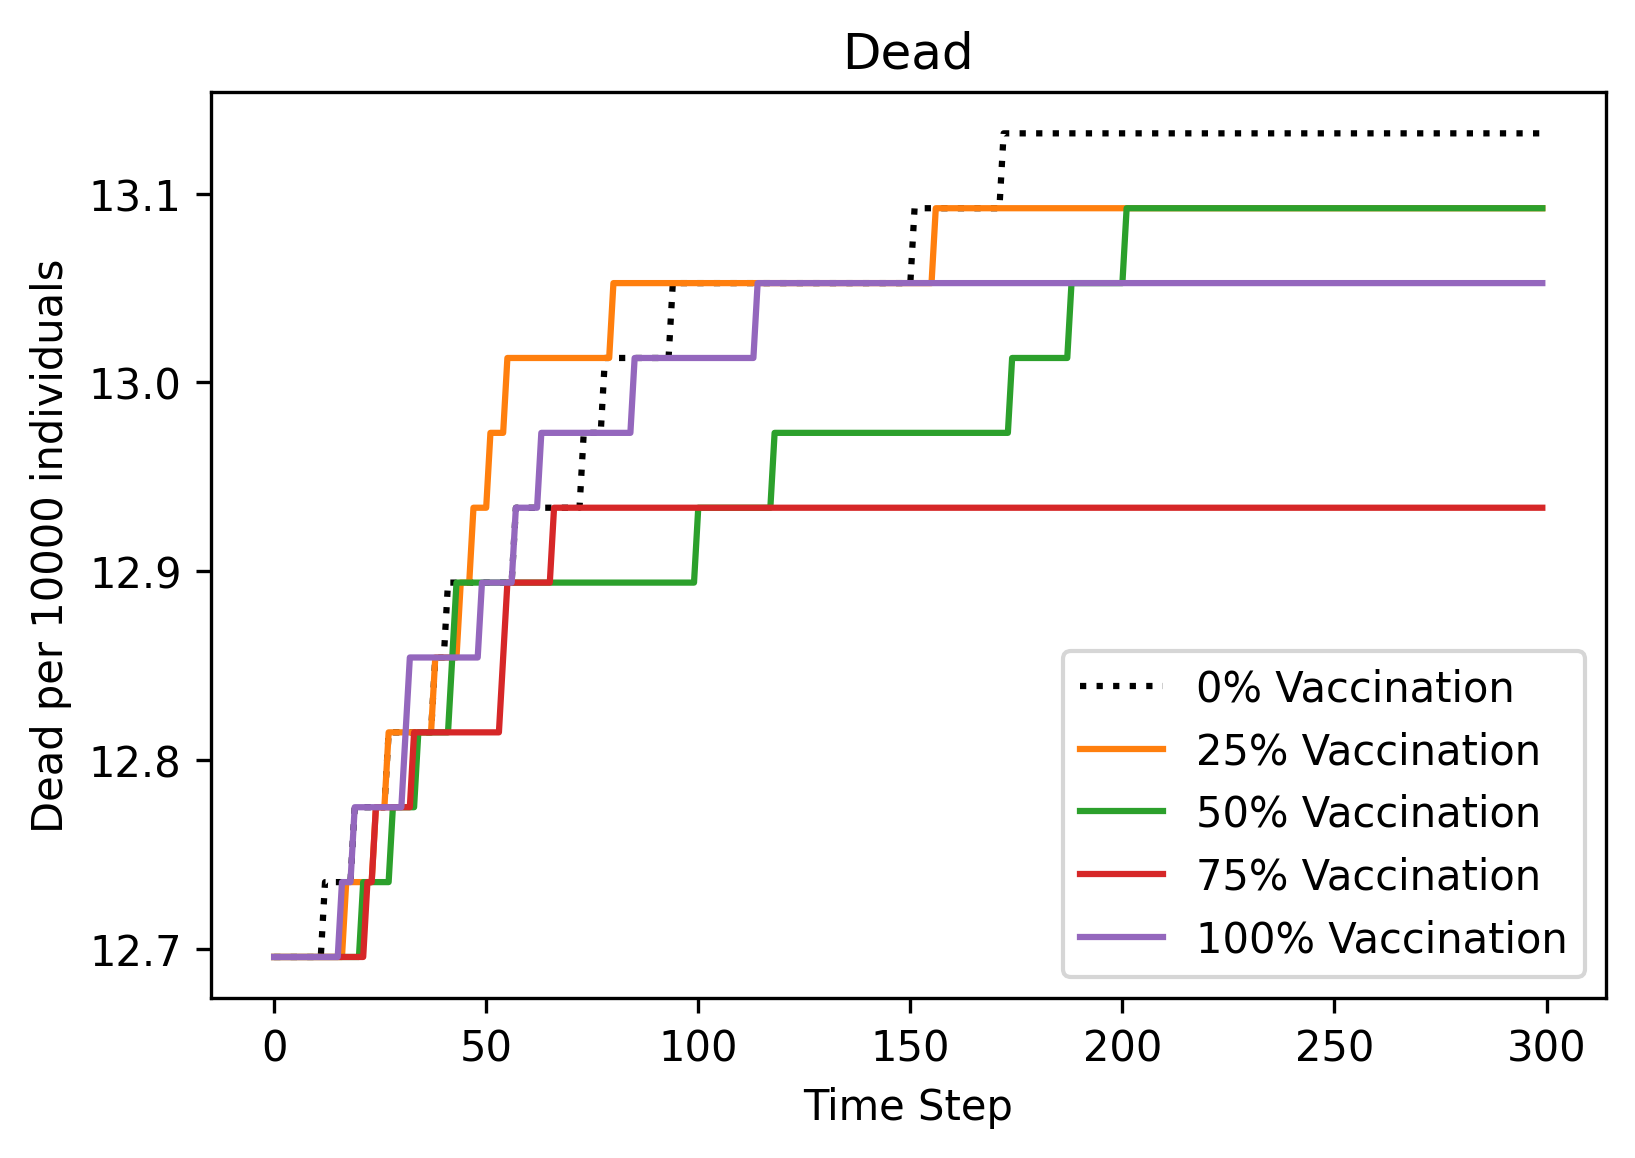 Dead
Dead per 10000 individuals
13.1
13.0
12.9
12.8
12.7
0% Vaccination
25% Vaccination
50% Vaccination
75% Vaccination
100% Vaccination
0 50 100 150 200 250 300
Time Step